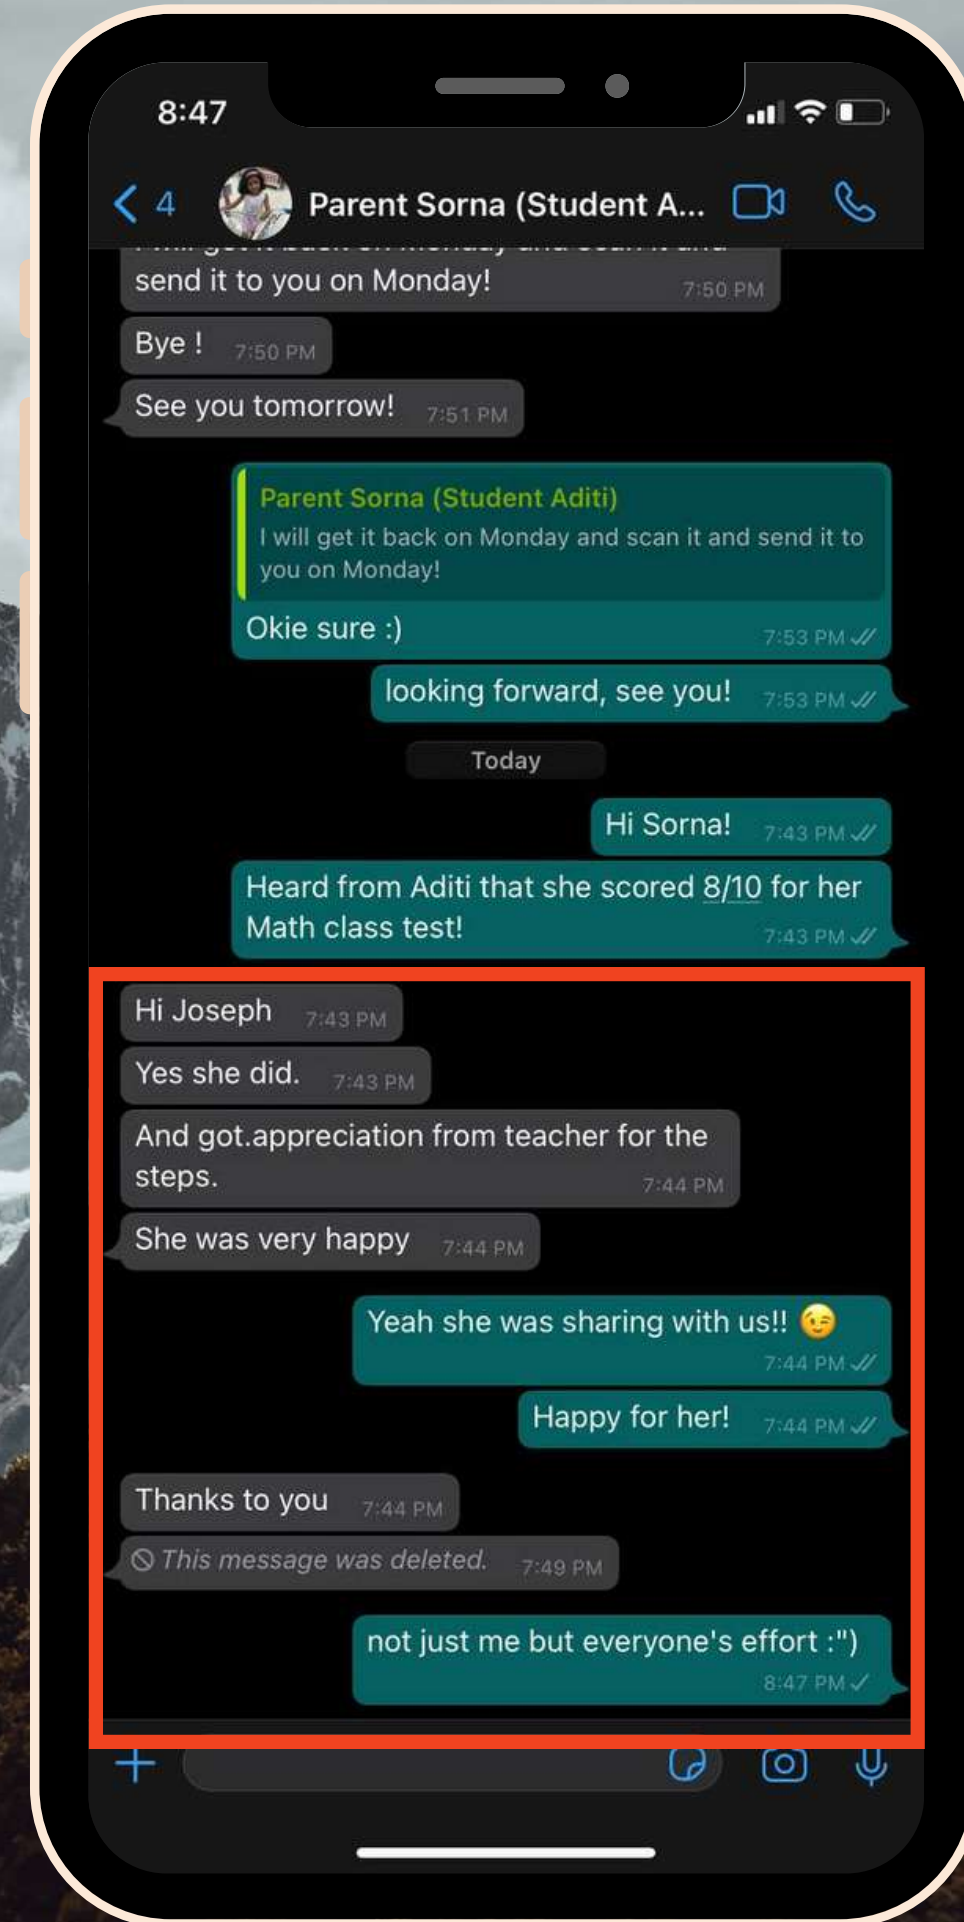 8:47
4
Parent Sorna (Student A...
send it to you on Monday!
7:50 PM
Bye !
7:50 PM
See you tomorrow!
7:51 PM
Parent Sorna (Student Aditi)
I will get it back on Monday and scan it and send it to
you on Monday!
Okie sure :)
7:53 PM
looking forward, see you!
7:53 PM
Today
Hi Sorna!
7:43 PM
Heard from Aditi that she scored 8/10 for her
Math class test!
7:43 PM
Hi Joseph
7:43 PM
Yes she did.
7:43 PM
And got.appreciation from teacher for the
steps.
7:44 PM
She was very happy
7:44 PM
Yeah she was sharing with us!! 😉
7:44 PM
Happy for her!
7:44 PM
Thanks to you
7:44 PM
This message was deleted.
7:49 PM
not just me but everyone's effort :")
8:47 PM